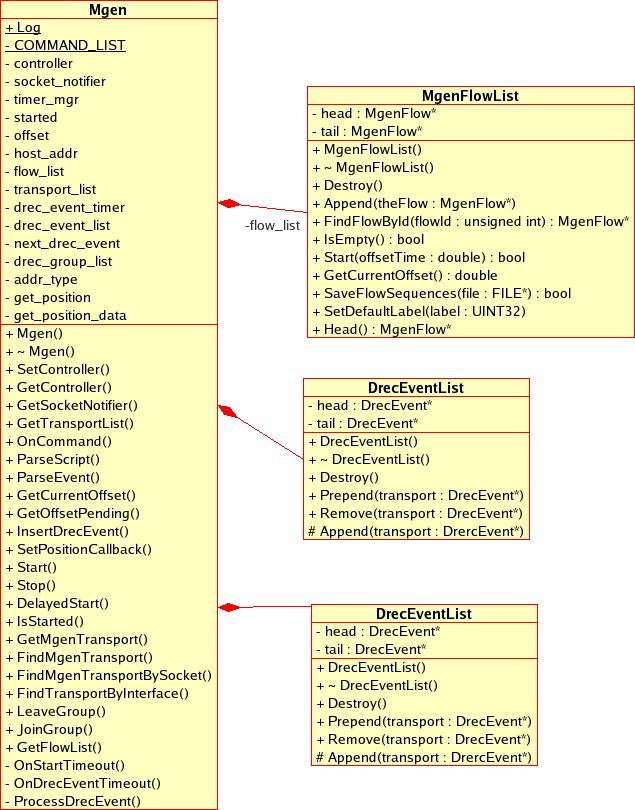 Mgen
+ Log
- COMMAND_LIST
- controller
- socket_notifier
- timer_mgr
- started
- offset
- host_addr
- flow_list
- transport_list
- drec_event_timer
- drec_event_list
- next_drec_event
- drec_group_list
- addr_type
- get_position
- get_position_data
+ Mgen()
+ ~ Mgen()
+ SetController()
+ GetController()
+ GetSocketNotifier()
+ GetTransportList()
+ OnCommand()
+ ParseScript()
+ ParseEvent()
+ GetCurrentOffset()
+ GetOffsetPending()
+ InsertDrecEvent()
+ SetPositionCallback()
+ Start()
+ Stop()
+ DelayedStart()
+ IsStarted()
+ GetMgenTransport()
+ FindMgenTransport()
+ FindMgenTransportBySocket()
+ FindTransportByInterface()
+ LeaveGroup()
+ JoinGroup()
+ GetFlowList()
- OnStartTimeout()
- OnDrecEventTimeout()
- ProcessDrecEvent()
-flow_list
MgenFlowList
- head : MgenFlow*
- tail : MgenFlow*
+ MgenFlowList()
+ ~ MgenFlowList()
+ Destroy()
+ Append(theFlow : MgenFlow*)
+ FindFlowById(flowId : unsigned int) : MgenFlow*
+ IsEmpty() : bool
+ Start(offsetTime : double) : bool
+ GetCurrentOffset() : double
+ SaveFlowSequences(file : FILE*) : bool
+ SetDefaultLabel(label : UINT32)
+ Head() : MgenFlow*
DrecEventList
- head : DrecEvent*
- tail : DrecEvent*
+ DrecEventList()
+ ~ DrecEventList()
+ Destroy()
+ Prepend(transport : DrecEvent*)
+ Remove(transport : DrecEvent*)
# Append(transport : DrercEvent*)
DrecEventList
- head : DrecEvent*
- tail : DrecEvent*
+ DrecEventList()
+ ~ DrecEventList()
+ Destroy()
+ Prepend(transport : DrecEvent*)
+ Remove(transport : DrecEvent*)
# Append(transport : DrercEvent*)